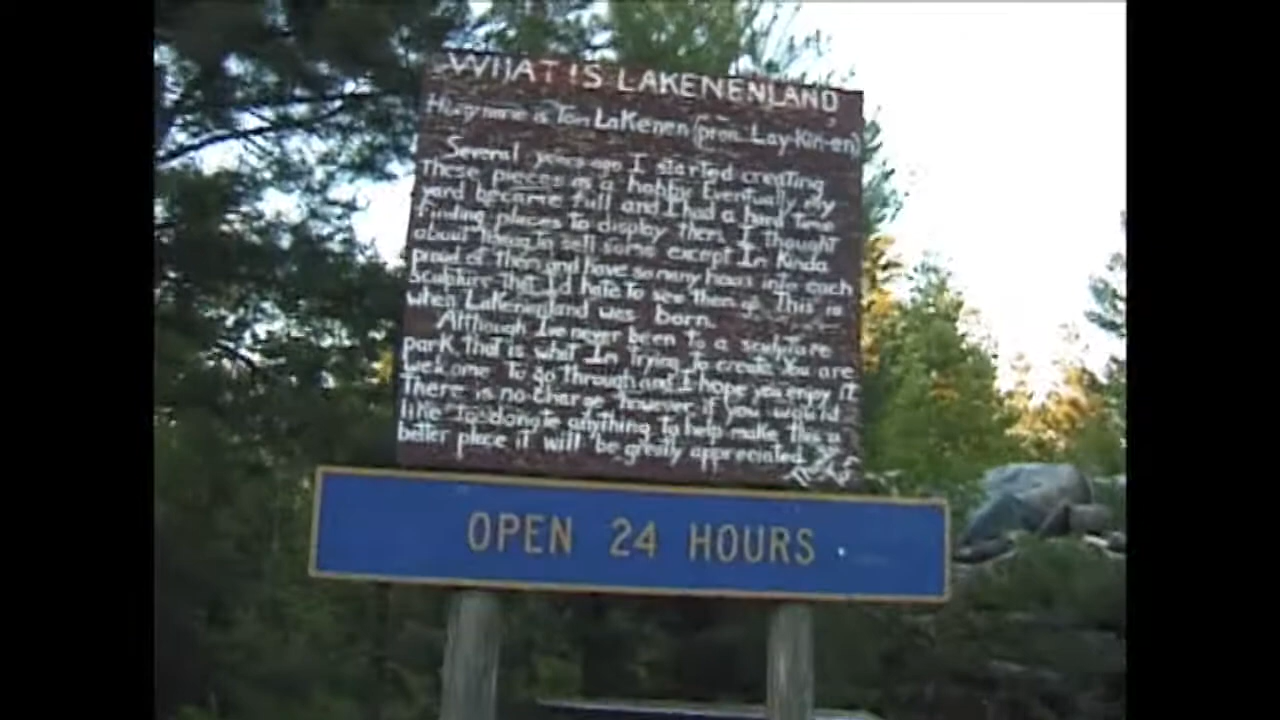 WHAT IS LAKENENLAND
Hi, my name is Tom LaKenen (pron. Lay-Kin-en)
Several years ago I started creating
These pieces as a hobby. Eventually my
yard became full and I had a hard time
finding places to display them. I thought
about trying to sell some except I'm Kinda
proud of them and have so many hours into each
sculpture that I'd hate to see them go. This is
when LaKenenland was born.
Although I've never been to a sculpture
park, that is what I'm trying to create. You are
welcome to go through and I hope you enjoy it.
There is no charge however, if you would
like to donate anything to help make this a
better place it will be greatly appreciated
OPEN 24 HOURS